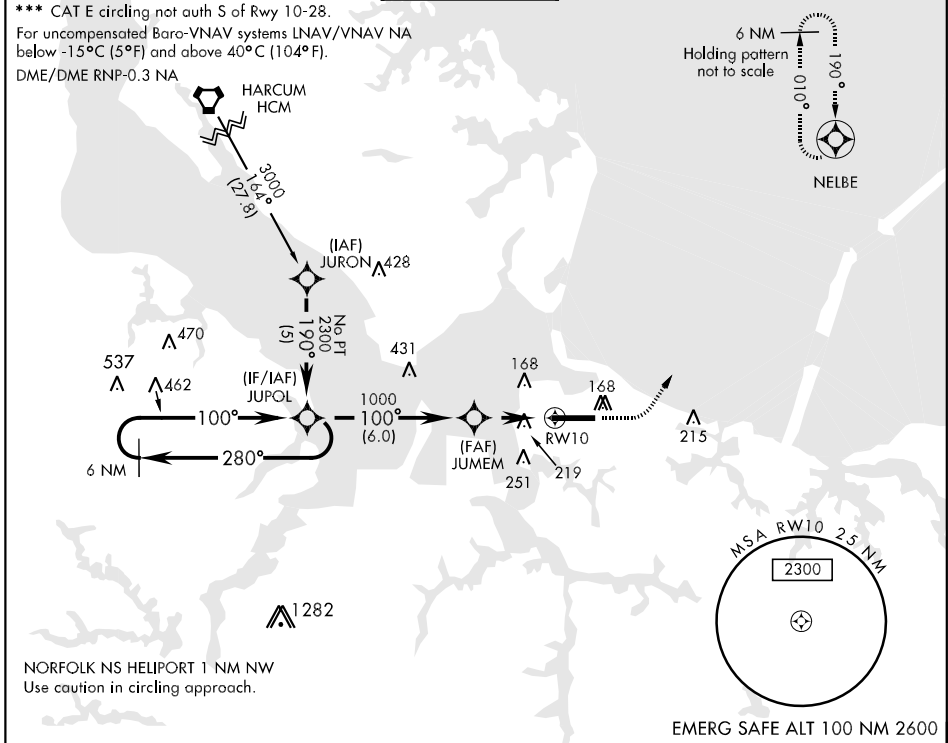 *** CAT E circling not auth S of Rwy 10-28.
For uncompensated Baro-VNAV systems LNAV/VNAV NA
below -15°C (5°F) and above 40°C (104°F).
DME/DME RNP-0.3 NA
HARCUM
HCM
3000
164°
(27.8)
6 NM
Holding pattern
not to scale
010°
190°
NELBE
(IAF)
JURON
428
No PT
2300
190°
(5)
470
537
462
(IF/IAF)
JUPOL
431
168
168
100°
1000
100°
(6.0)
RW10
215
6 NM
280°
(FAF)
JUMEM
251
219
MSA RW10 25 NM
2300
1282
NORFOLK NS HELIPORT 1 NM NW
Use caution in circling approach.
EMERG SAFE ALT 100 NM 2600